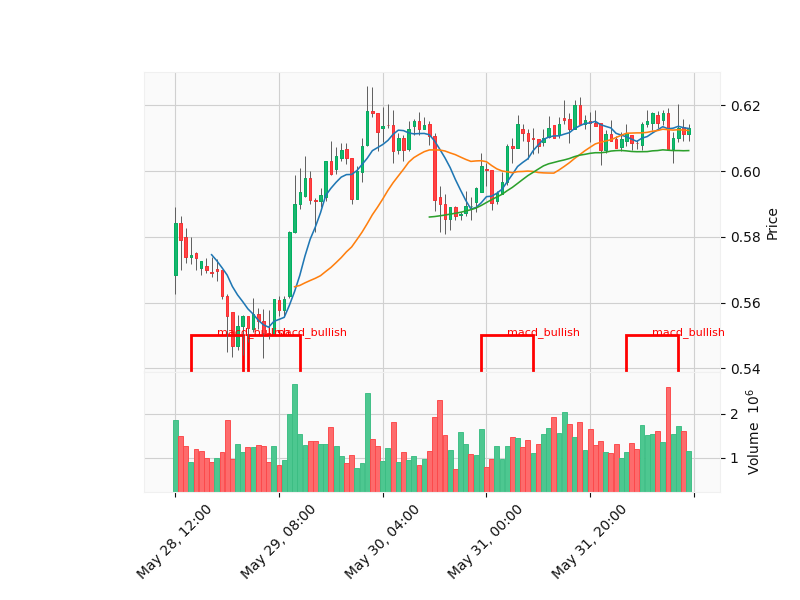 0.62
0.60
0.58
0.56
0.54
Price
macd_bullish
macd_bullish
macd_bullish
macd_bullish
2
1
Volume 10⁶
May 28, 12:00
May 29, 08:00
May 30, 04:00
May 31, 00:00
May 31, 20:00